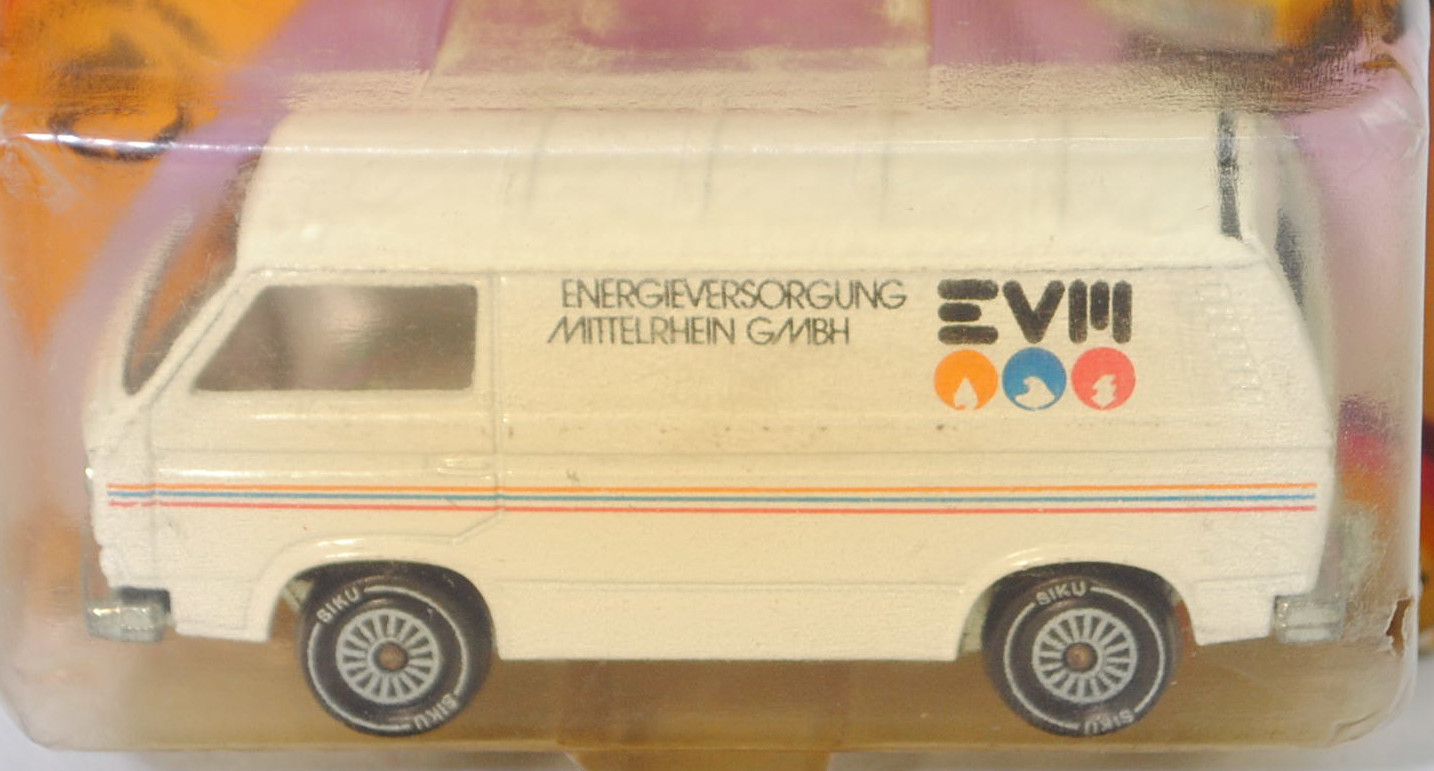 ENERGIEVERSORGUNG
MITTELRHEIN GMBH
EVM
SIKU
SIKU
SIKU
SIKU